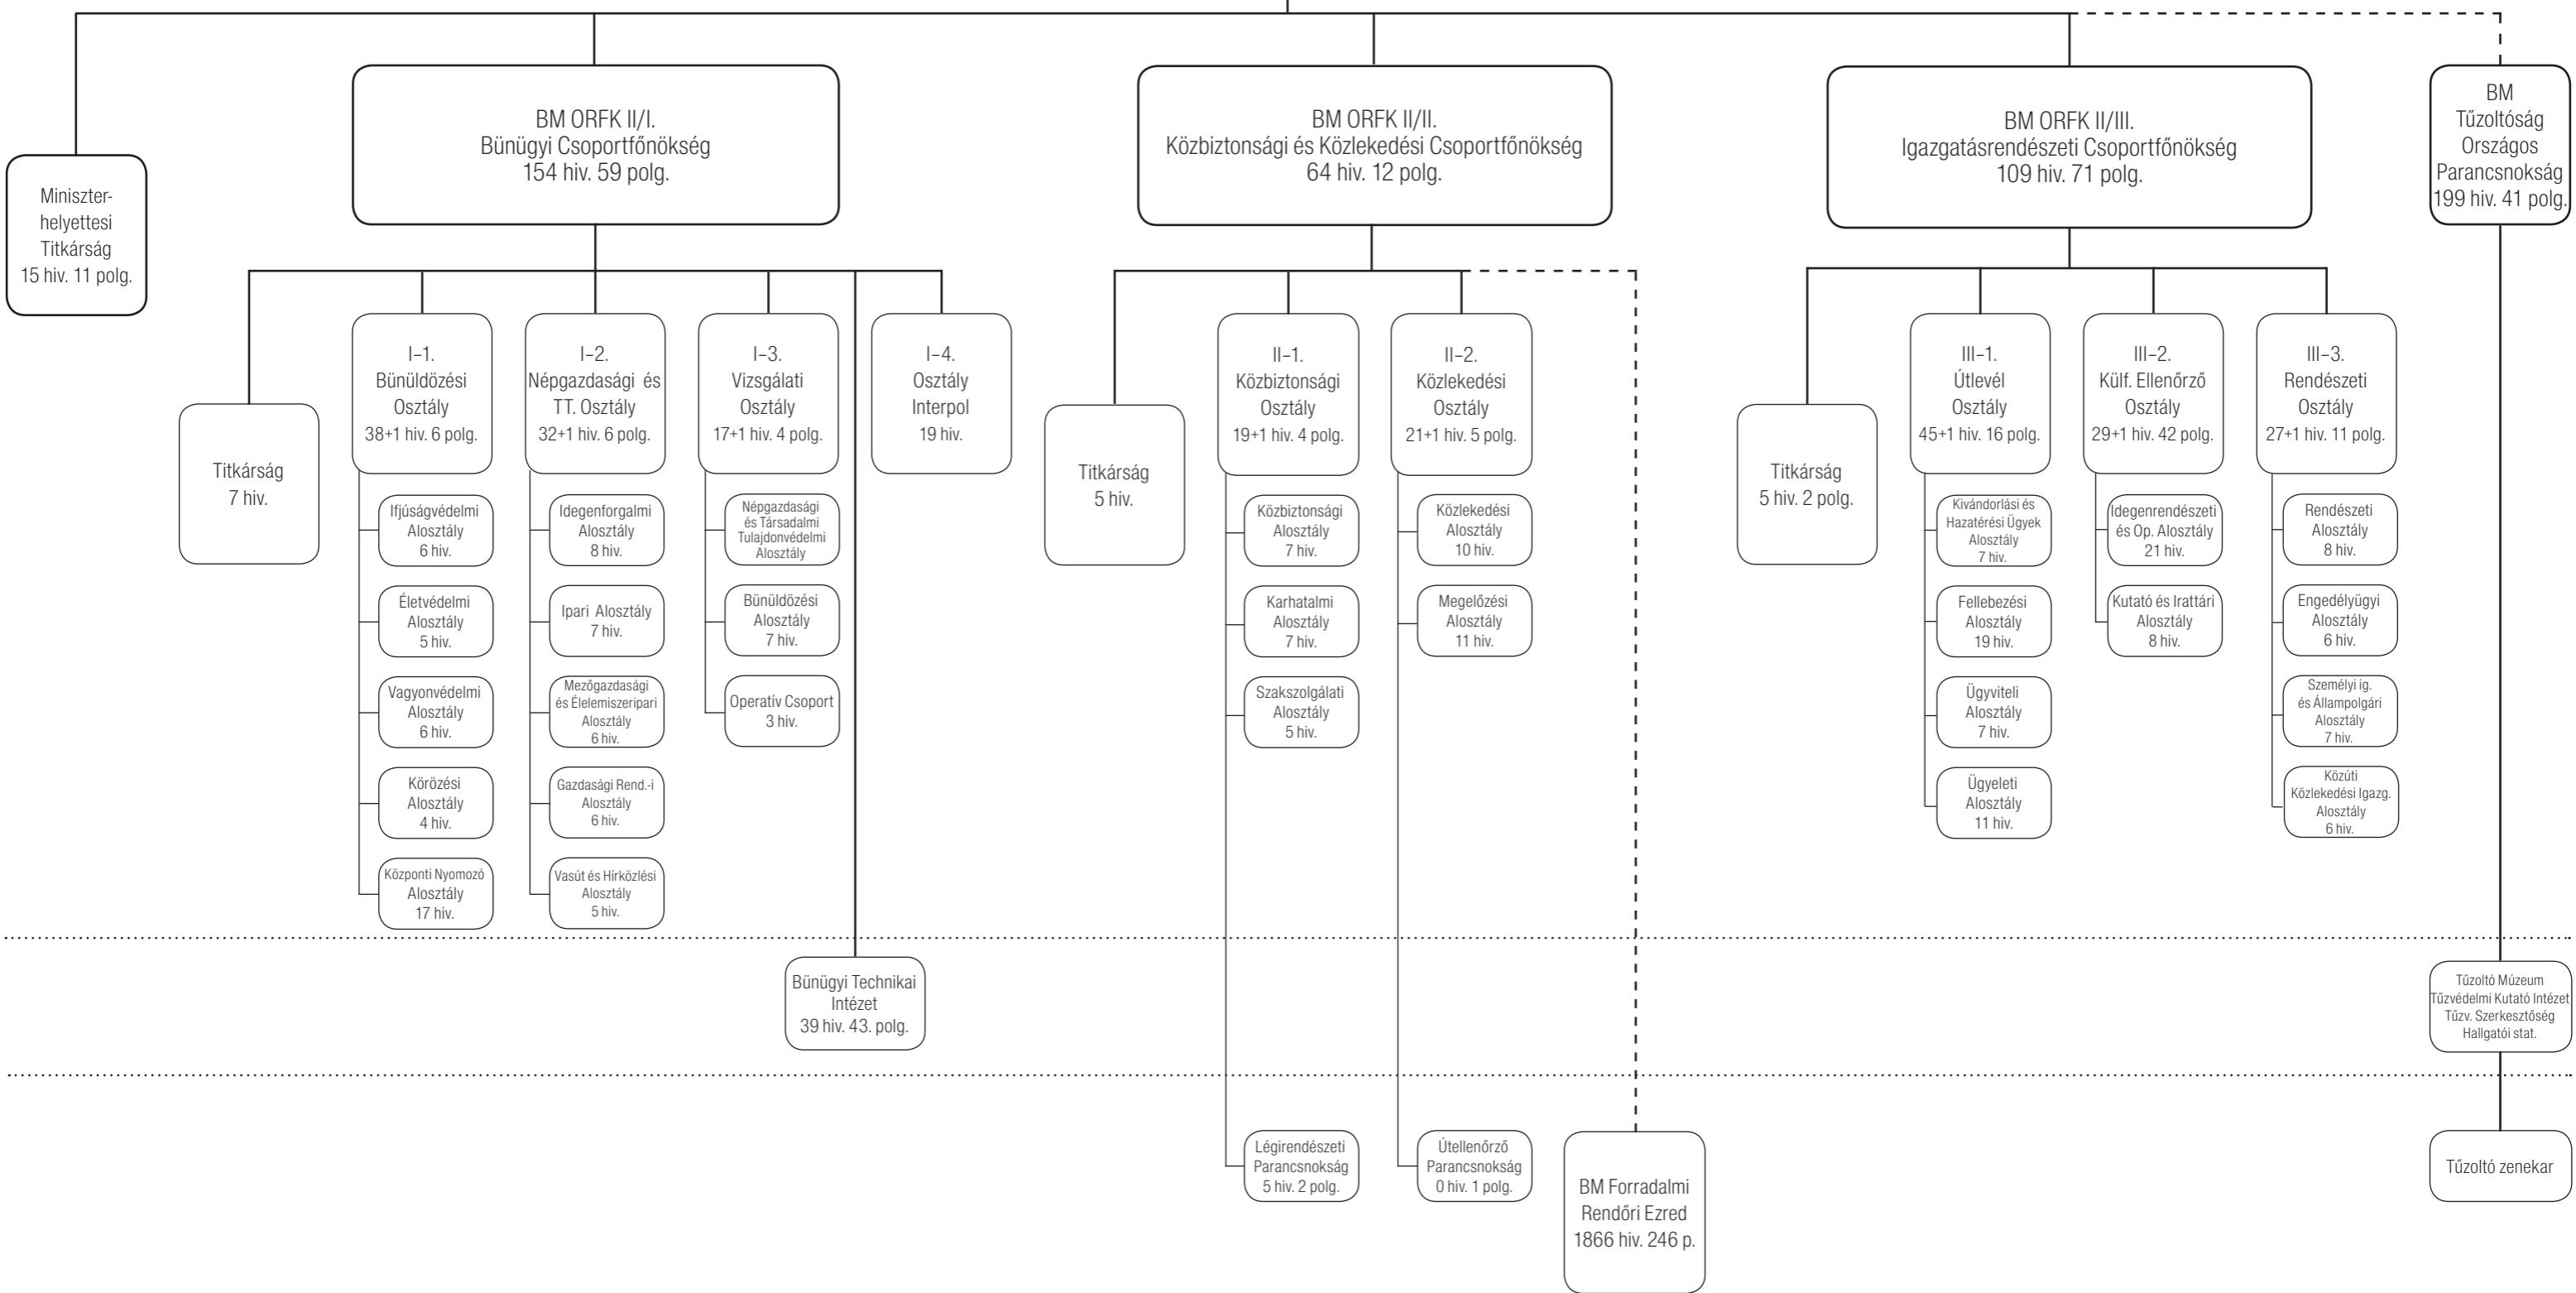 Miniszter-
helyettesi
Titkárság
15 hiv. 11 polg.
BM ORFK II/I.
Bünügyi Csoportfőnökség
154 hiv. 59 polg.
BM ORFK II/II.
Közbiztonsági és Közlekedési Csoportfőnökség
64 hiv. 12 polg.
BM ORFK II/III.
Igazgatásrendészeti Csoportfőnökség
109 hiv. 71 polg.
BM
Tűzoltóság
Országos
Parancsnokság
199 hiv. 41 polg.
Titkárság
7 hiv.
I–1.
Bünüldözési
Osztály
38+1 hiv. 6 polg.
Ifjúságvédelmi
Alosztály
6 hiv.
Életvédelmi
Alosztály
5 hiv.
Vagyonvédelmi
Alosztály
6 hiv.
Körözési
Alosztály
4 hiv.
Központi Nyomozó
Alosztály
17 hiv.
I–2.
Népgazdasági és
TT. Osztály
32+1 hiv. 6 polg.
Idegenforgalmi
Alosztály
8 hiv.
Ipari Alosztály
7 hiv.
Mezőgazdasági
és Élelemiszeripari
Alosztály
6 hiv.
Gazdasági Rend.-i
Alosztály
6 hiv.
Vasút és Hírközlési
Alosztály
5 hiv.
I–3.
Vizsgálati
Osztály
17+1 hiv. 4 polg.
Népgazdasági
és Társadalmi
Tulajdonvédelmi
Alosztály
Bünüldözési
Alosztály
7 hiv.
Operatív Csoport
3 hiv.
I–4.
Osztály
Interpol
19 hiv.
Bünügyi Technikai
Intézet
39 hiv. 43. polg.
Titkárság
5 hiv.
II–1.
Közbiztonsági
Osztály
19+1 hiv. 4 polg.
Közbiztonsági
Alosztály
7 hiv.
Karhatalmi
Alosztály
7 hiv.
Szakszolgálati
Alosztály
5 hiv.
Légirendészeti
Parancsnokság
5 hiv. 2 polg.
II–2.
Közlekedési
Osztály
21+1 hiv. 5 polg.
Közlekedési
Alosztály
10 hiv.
Megelőzési
Alosztály
11 hiv.
Útellenőrző
Parancsnokság
0 hiv. 1 polg.
BM Forradalmi
Rendőri Ezred
1866 hiv. 246 p.
Titkárság
5 hiv. 2 polg.
III–1.
Útlevél
Osztály
45+1 hiv. 16 polg.
Kivándorlási és
Hazatérési Ügyek
Alosztály
7 hiv.
Fellebezési
Alosztály
19 hiv.
Ügyviteli
Alosztály
7 hiv.
Ügyeleti
Alosztály
11 hiv.
III–2.
Külf. Ellenőrző
Osztály
29+1 hiv. 42 polg.
Idegenrendészeti
és Op. Alosztály
21 hiv.
Kutató és Irattári
Alosztály
8 hiv.
III–3.
Rendészeti
Osztály
27+1 hiv. 11 polg.
Rendészeti
Alosztály
8 hiv.
Engedélyügyi
Alosztály
6 hiv.
Személyi ig.
és Állampolgári
Alosztály
7 hiv.
Közúti
Közlekedési Igazg.
Alosztály
6 hiv.
Tűzoltó Múzeum
Tűzvédelmi Kutató Intézet
Tűzv. Szerkesztőség
Hallgatói stat.
Tűzoltó zenekar